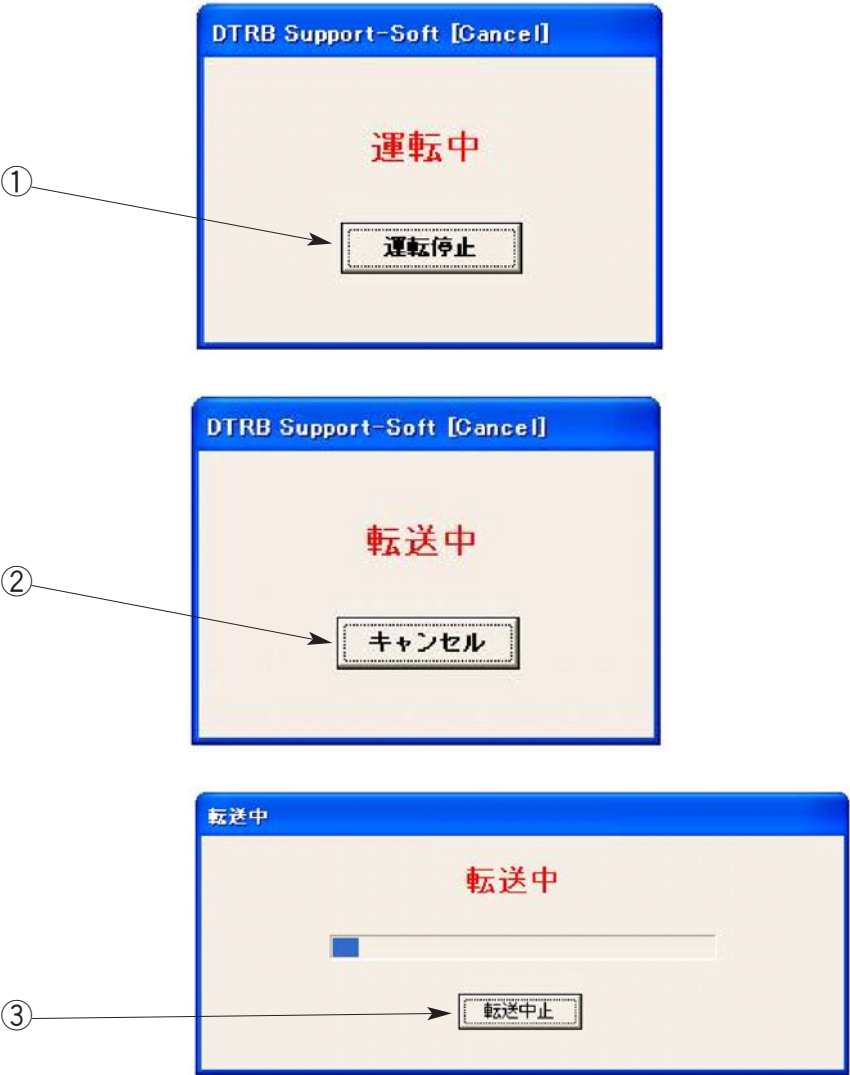 DTRB Support-Soft [Cancel]
運転中
①
運転停止
DTRB Support-Soft [Cancel]
転送中
②
キャンセル
転送中
転送中
③
転送中止